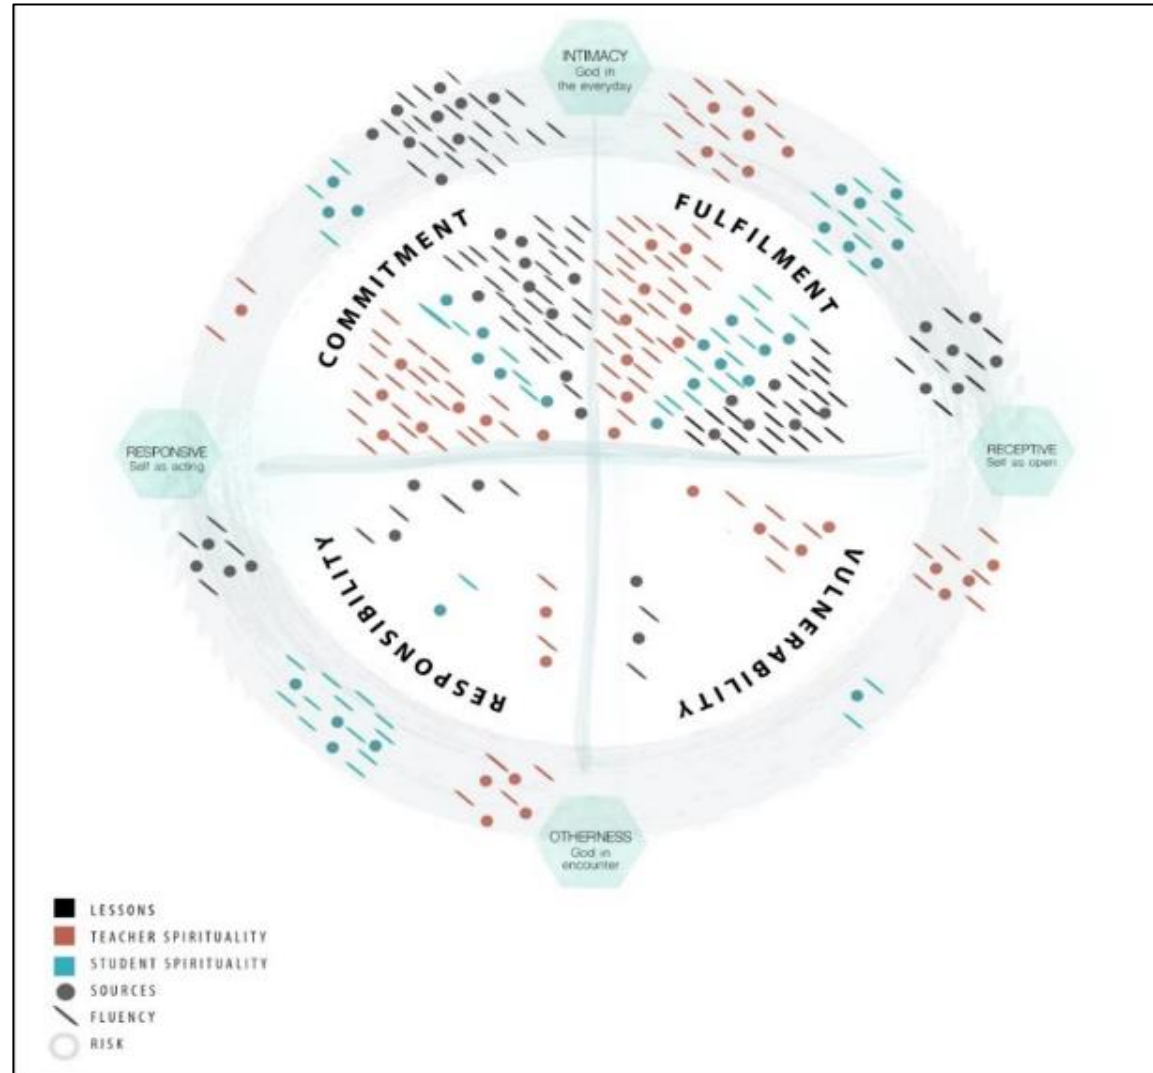 INTIMACY
God in
the everyday
COMMITMENT
FULFILMENT
RESPONSIVE
Self as acting
RECEPTIVE
Self as open
RESPONSIBILITY
VULNERABILITY
OTHERNESS
God in
encounter
LESSONS
TEACHER SPIRITUALITY
STUDENT SPIRITUALITY
SOURCES
FLUENCY
RISK